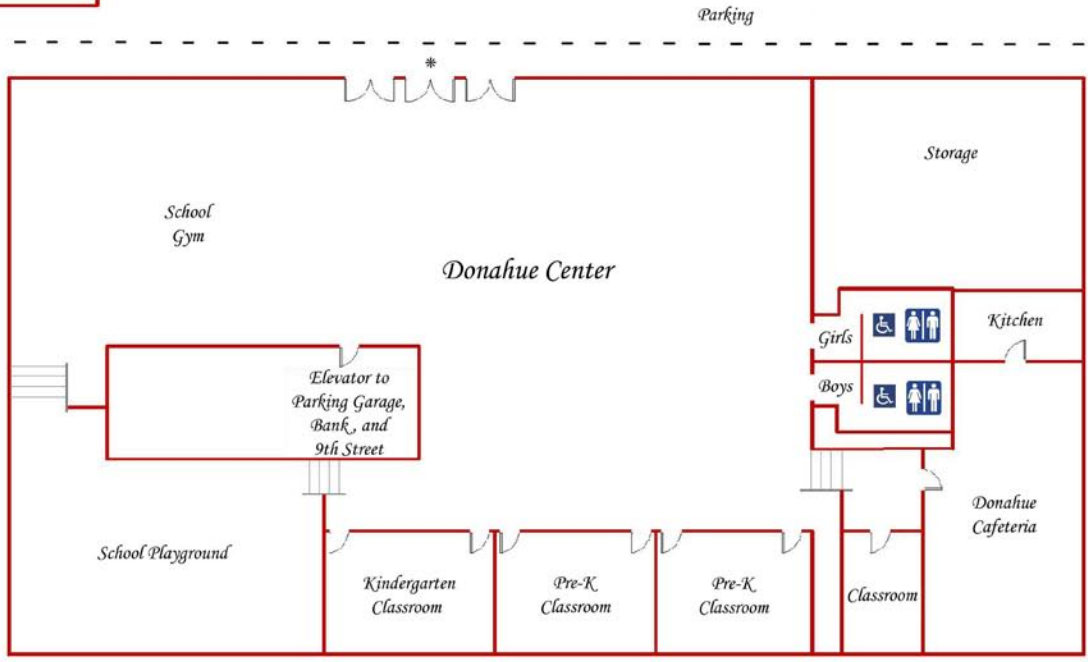 Parking
*
Storage
School
Gym
Donahue Center
Girls
Kitchen
Elevator to
Parking Garage,
Bank, and
9th Street
Boys
Donahue
Cafeteria
School Playground
Kindergarten
Classroom
Pre-K
Classroom
Pre-K
Classroom
Classroom